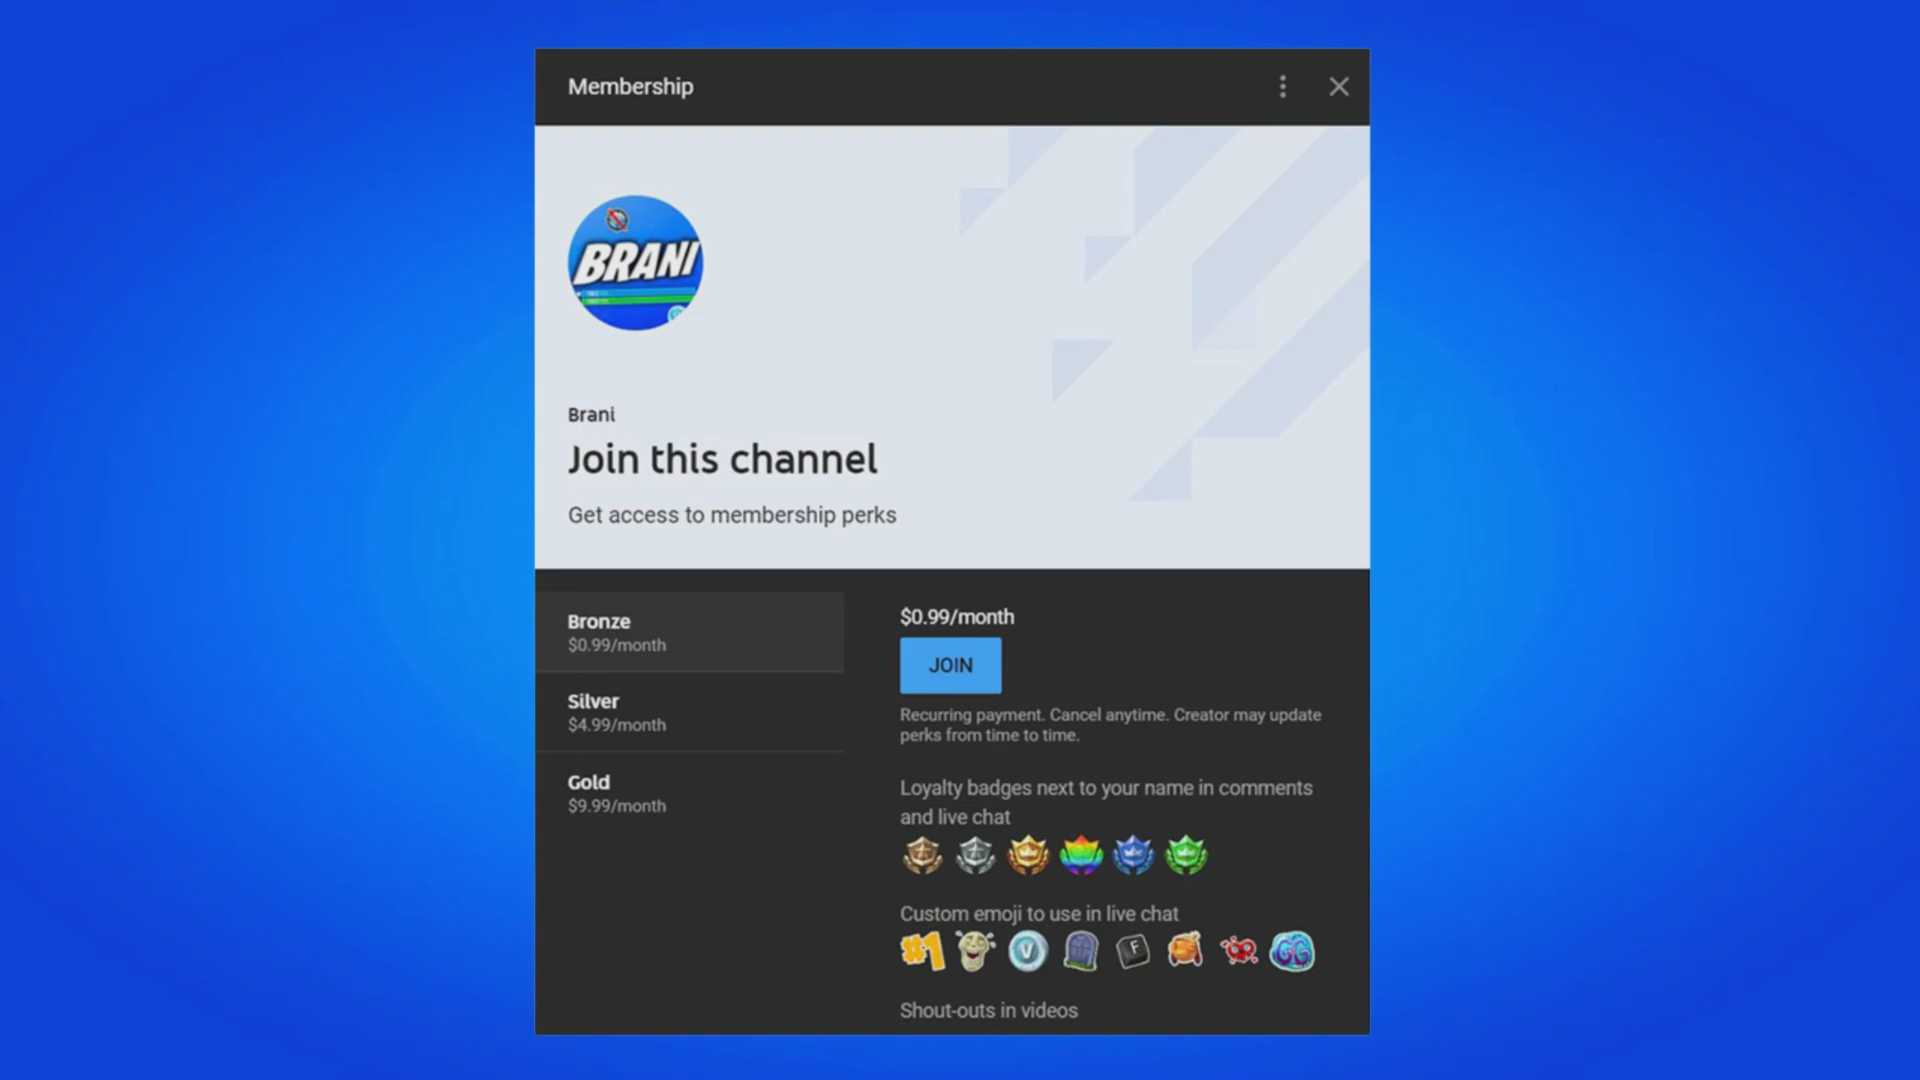 Membership
BRANI
Brani
Join this channel
Get access to membership perks
Bronze
$0.99/month
Silver
$4.99/month
Gold
$9.99/month
$0.99/month
JOIN
Recurring payment. Cancel anytime. Creator may update
perks from time to time.
Loyalty badges next to your name in comments
and live chat
Custom emoji to use in live chat
#1
V
F
GG
Shout-outs in videos